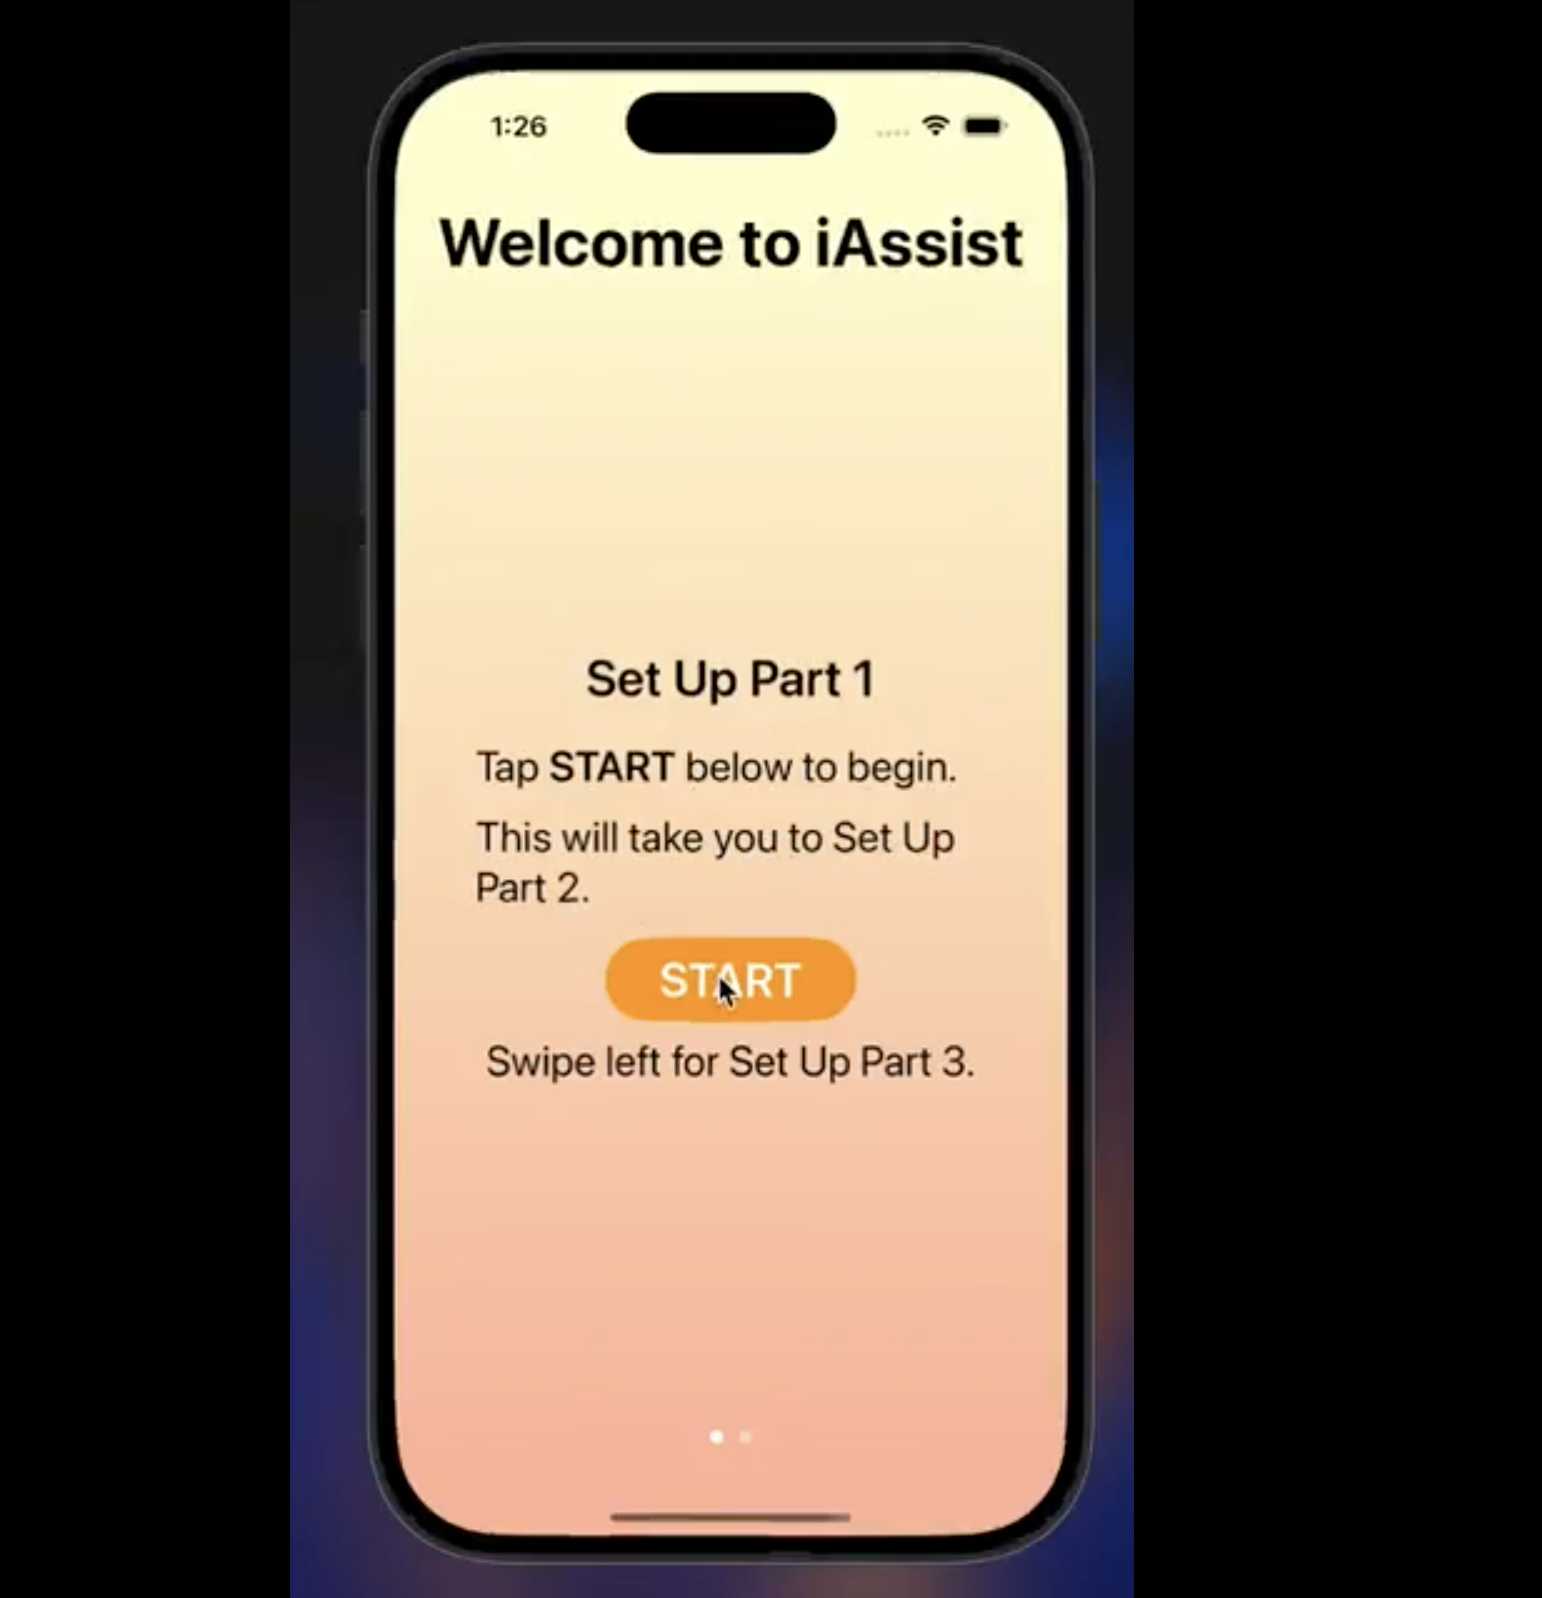 1:26
Welcome to iAssist
Set Up Part 1
Tap START below to begin.
This will take you to Set Up
Part 2.
START
Swipe left for Set Up Part 3.